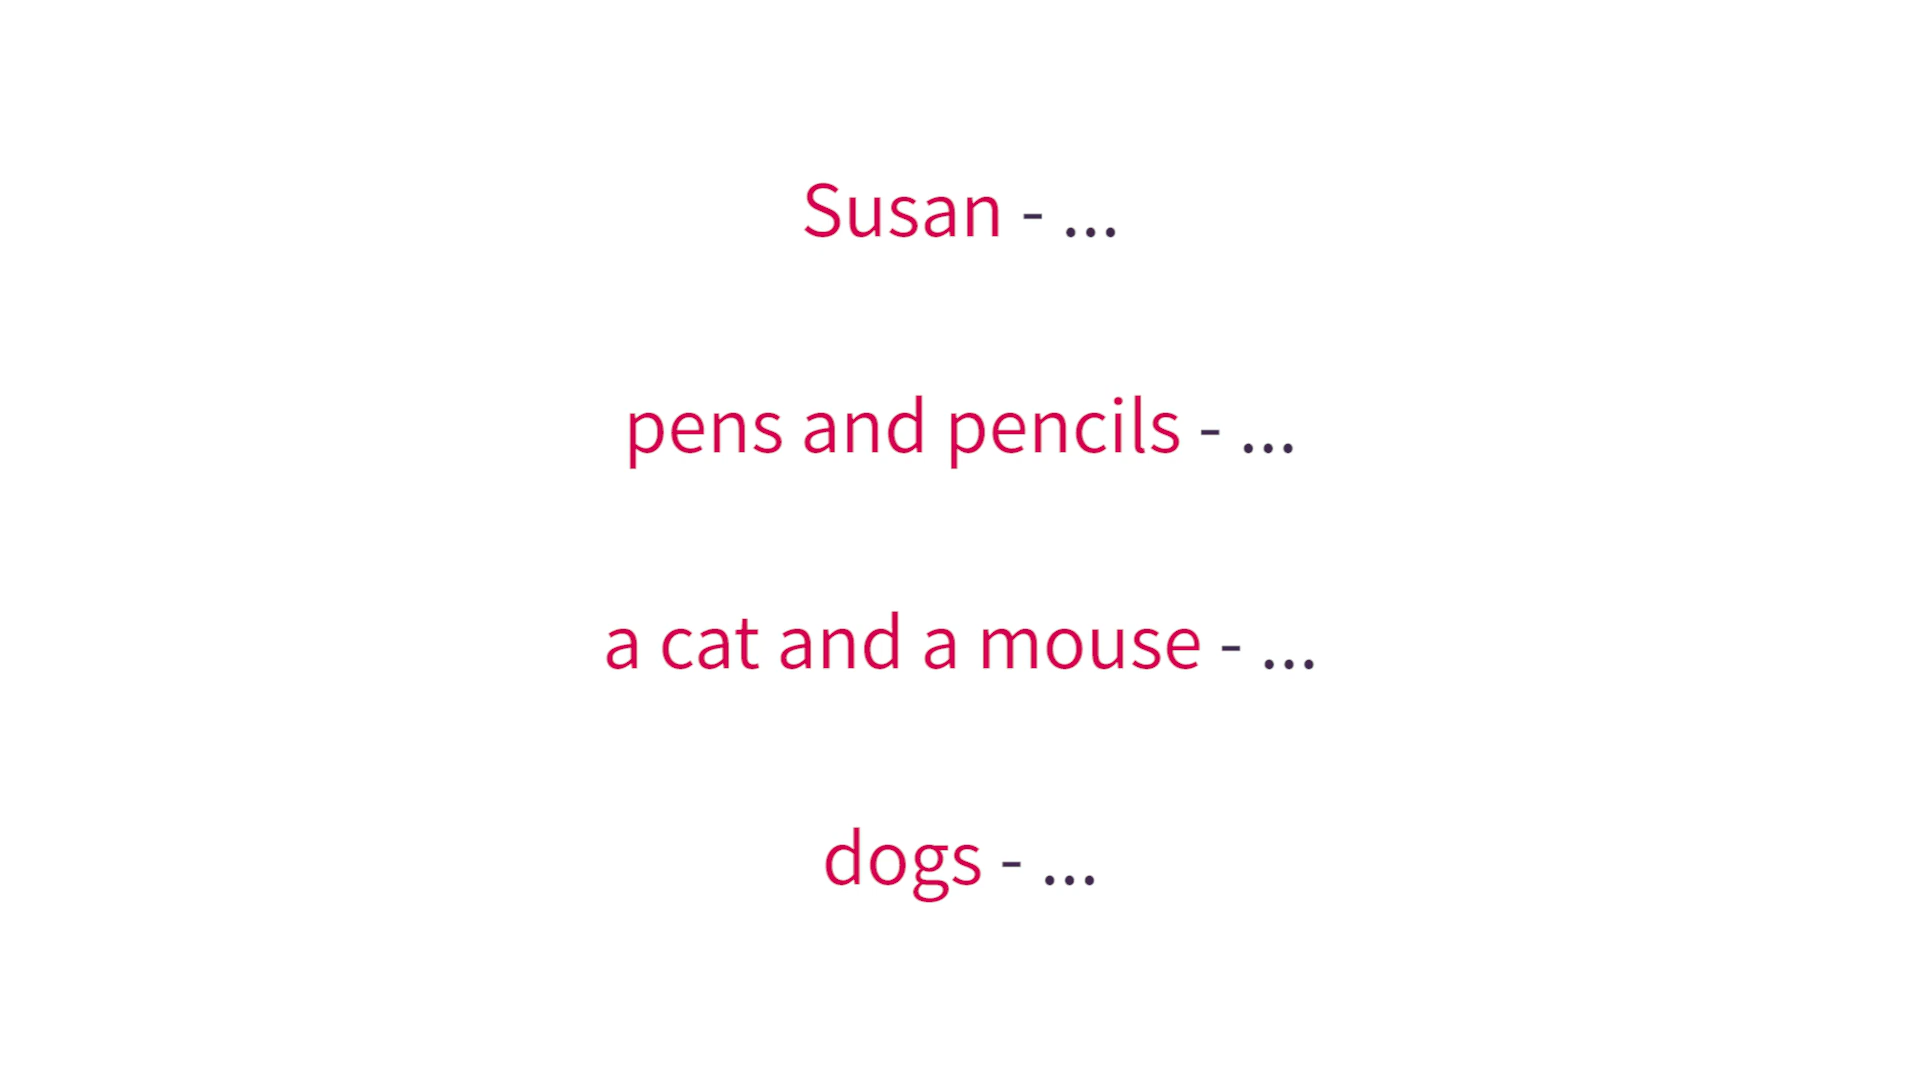 Susan - ...
pens and pencils - ...
a cat and a mouse - ...
dogs - ...